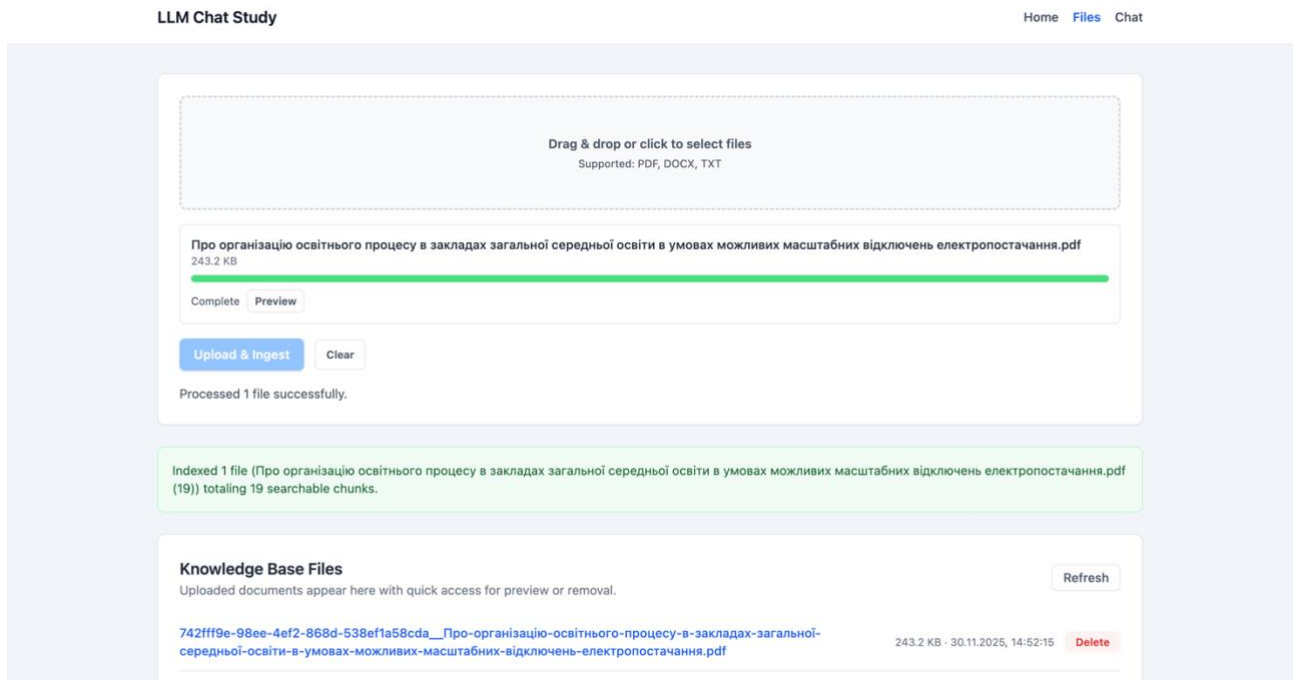 LLM Chat Study
Home Files Chat
Drag & drop or click to select files
Supported: PDF, DOCX, TXT
Про організацію освітнього процесу в закладах загальної середньої освіти в умовах можливих масштабних відключень електропостачання.pdf
243.2 KB
Complete Preview
Upload & Ingest Clear
Processed 1 file successfully.
Indexed 1 file (Про організацію освітнього процесу в закладах загальної середньої освіти в умовах можливих масштабних відключень електропостачання.pdf
(19)) totaling 19 searchable chunks.
Knowledge Base Files
Uploaded documents appear here with quick access for preview or removal.
Refresh
742fff9e-98ee-4ef2-868d-538ef1a58cda__Про-організацію-освітнього-процесу-в-закладах-загальної-
середньої-освіти-в-умовах-можливих-масштабних-відключень-електропостачання.pdf
243.2 KB · 30.11.2025, 14:52:15 Delete